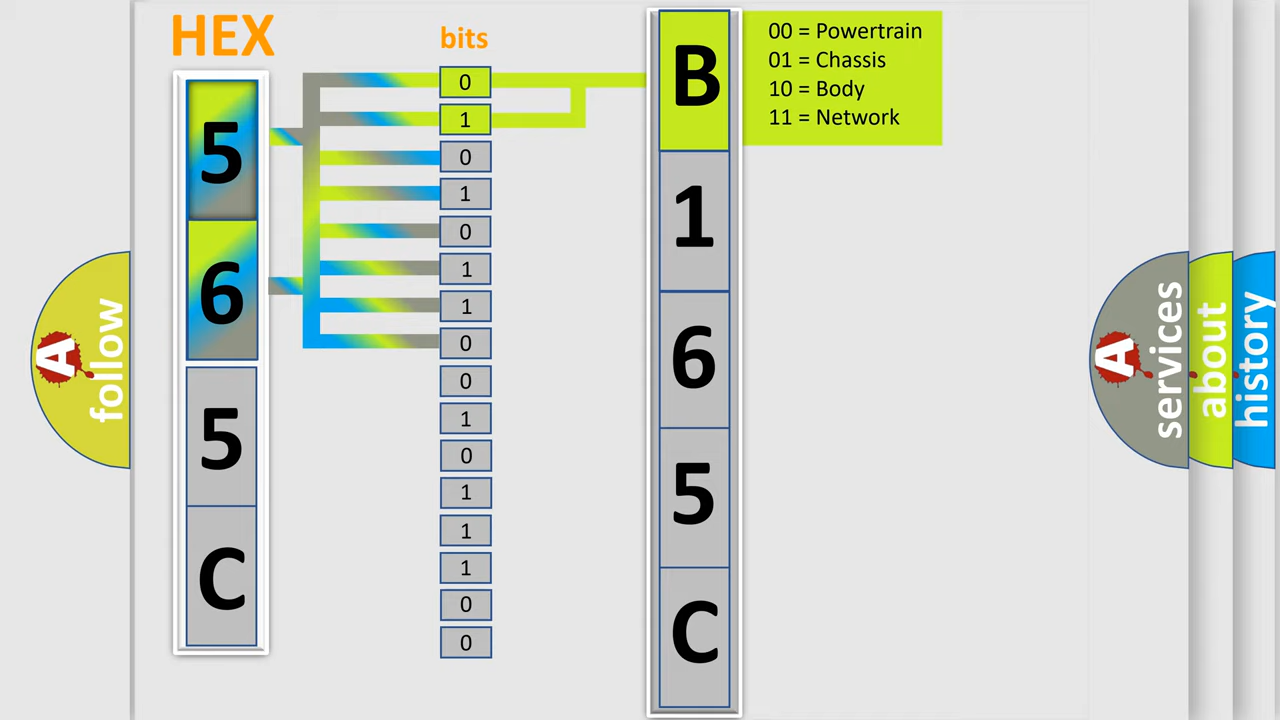 HEX
bits
5
6
5
C
0
1
0
1
0
1
1
0
0
1
0
1
1
1
0
0
B
1
6
5
C
00 = Powertrain
01 = Chassis
10 = Body
11 = Network
A
follow
A
services
about
history